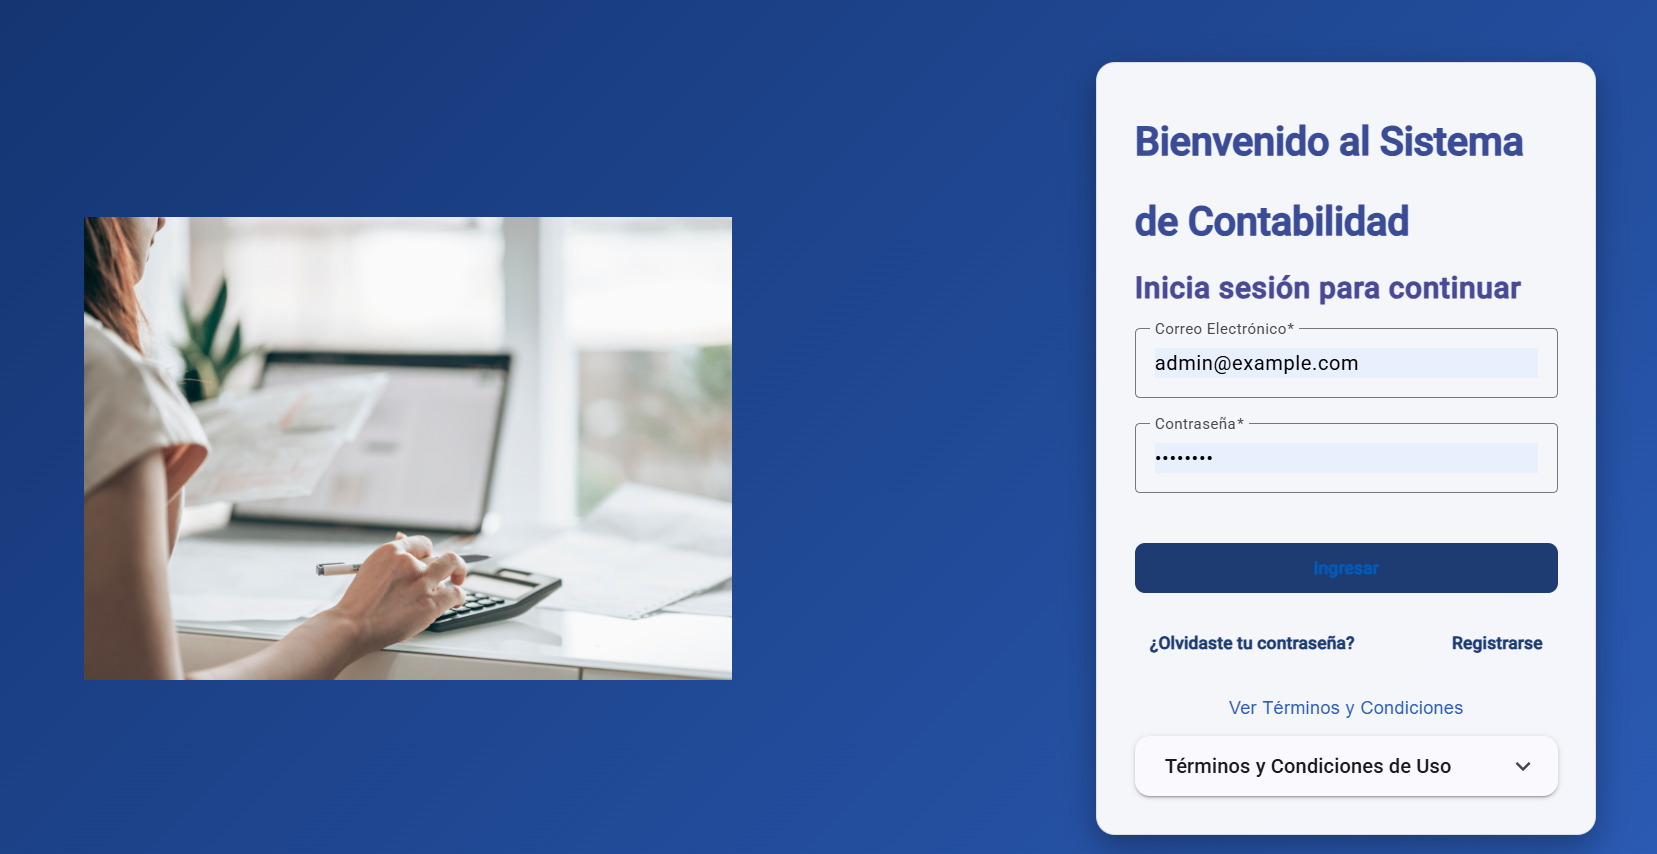 Bienvenido al Sistema
de Contabilidad
Inicia sesión para continuar
Correo Electrónico*
admin@example.com
Contraseña*
••••••••
Ingresar
¿Olvidaste tu contraseña? Registrarse
Ver Términos y Condiciones
Términos y Condiciones de Uso